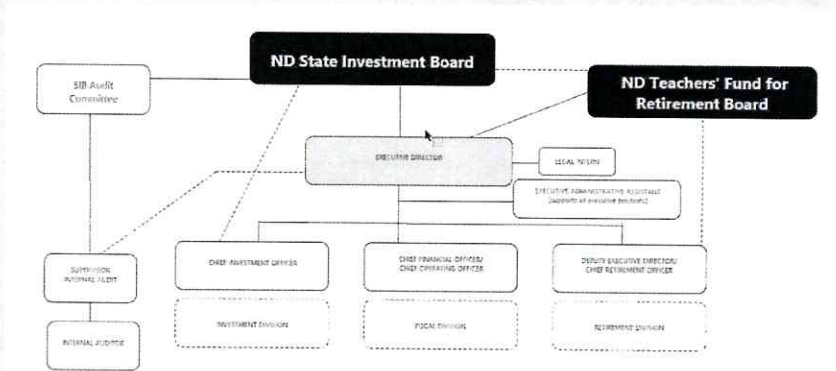 ND State Investment Board
SIB Audit
Committee
ND Teachers' Fund for
Retirement Board
EXECUTIVE DIRECTOR
LEGAL INTERN
EXECUTIVE ADMINISTRATIVE ASSISTANT
(supports all executive positions)
SUPERVISOR
INTERNAL AUDIT
CHIEF INVESTMENT OFFICER
CHIEF FINANCIAL OFFICER/
CHIEF OPERATING OFFICER
DEPUTY EXECUTIVE DIRECTOR/
CHIEF RETIREMENT OFFICER
INTERNAL AUDITOR
INVESTMENT DIVISION
FISCAL DIVISION
RETIREMENT DIVISION